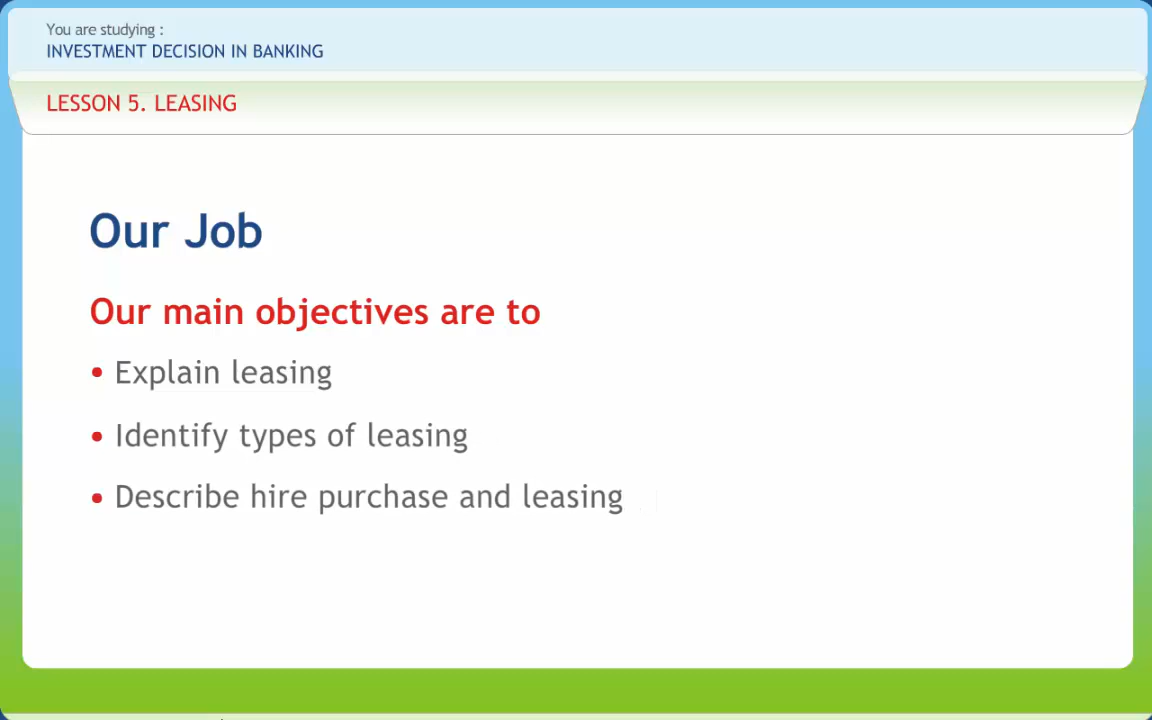 You are studying :
INVESTMENT DECISION IN BANKING
LESSON 5. LEASING
Our Job
Our main objectives are to
• Explain leasing
• Identify types of leasing
• Describe hire purchase and leasing